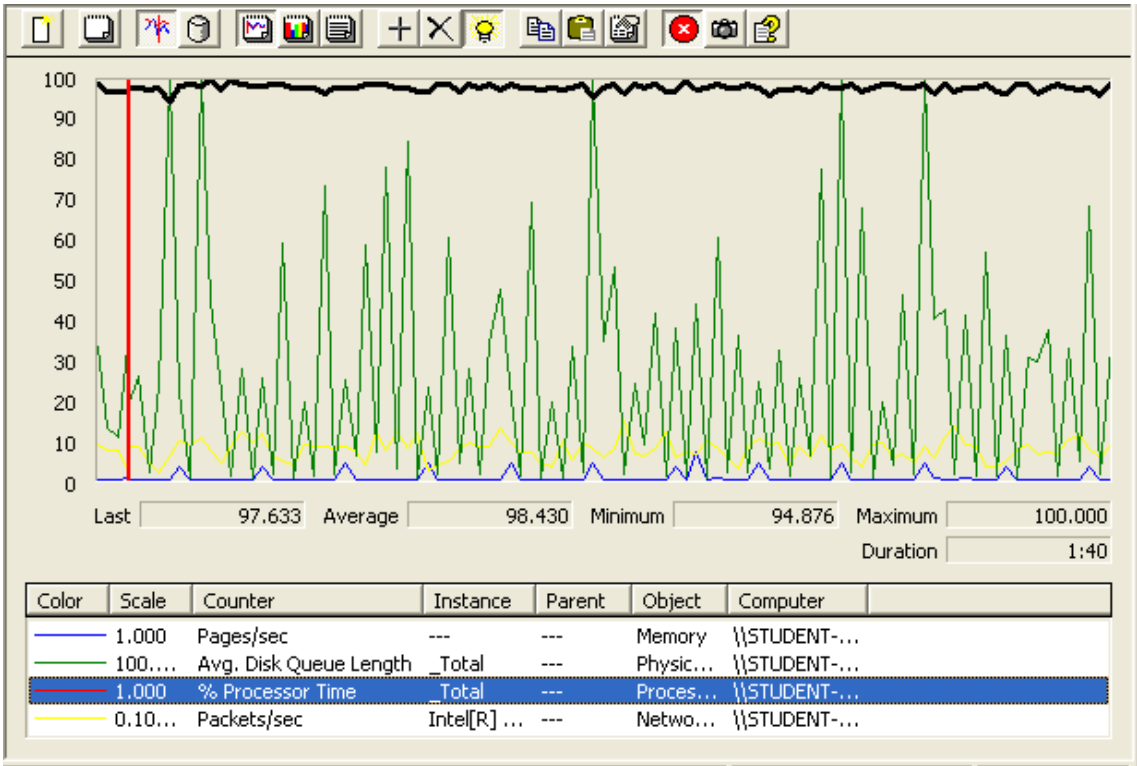 100
90
80
70
60
50
40
30
20
10
0
Last 97.633 Average 98.430 Minimum 94.876 Maximum 100.000
Duration 1:40
Color Scale Counter Instance Parent Object Computer
1.000 Pages/sec --- --- Memory \\STUDENT-...
100.... Avg. Disk Queue Length _Total --- Physic... \\STUDENT-...
1.000 % Processor Time _Total --- Proces... \\STUDENT-...
0.10... Packets/sec Intel[R] ... --- Netwo... \\STUDENT-...